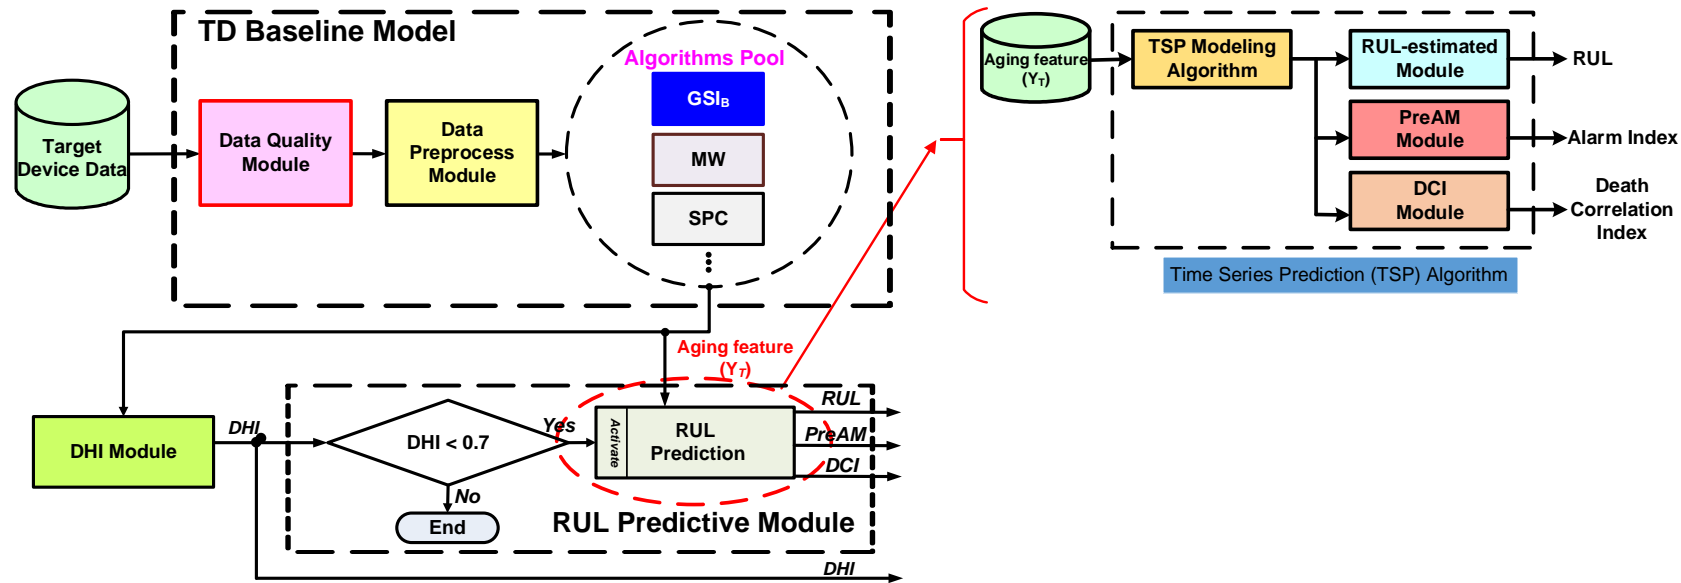 TD Baseline Model
Algorithms Pool
GSIB
MW
SPC
Target
Device Data
Data Quality
Module
Data
Preprocess
Module
Aging feature
(YT)
TSP Modeling
Algorithm
RUL-estimated
Module
RUL
PreAM
Module
Alarm Index
DCI
Module
Death
Correlation
Index
Time Series Prediction (TSP) Algorithm
Aging feature
(YT)
DHI Module
DHI
DHI < 0.7
Yes
No
End
Activate
RUL
Prediction
RUL
PreAM
DCI
RUL Predictive Module
DHI